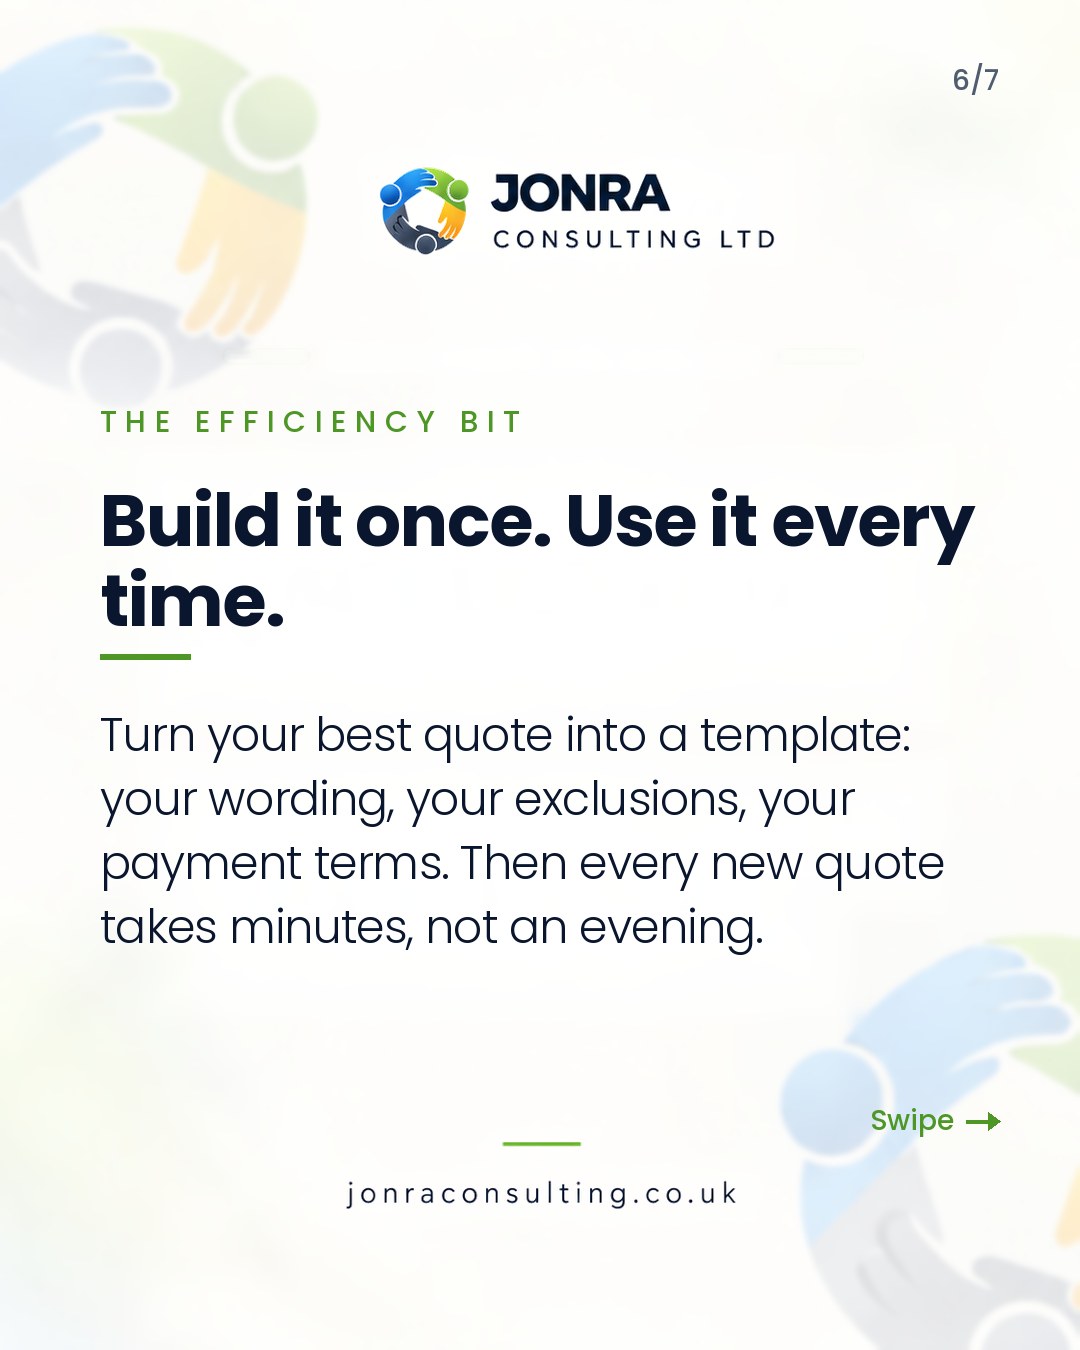 6/7
JONRA
CONSULTING LTD
THE EFFICIENCY BIT
Build it once. Use it every
time.
Turn your best quote into a template:
your wording, your exclusions, your
payment terms. Then every new quote
takes minutes, not an evening.
Swipe
jonraconsulting.co.uk